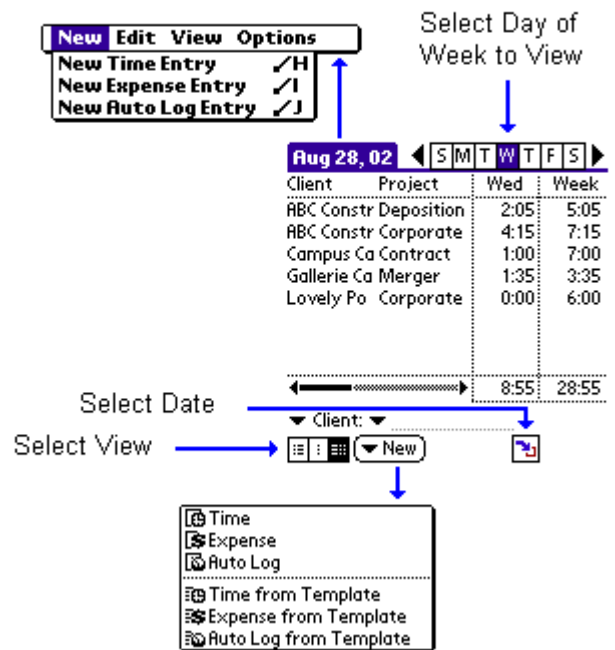 Select Day of
Week to View
New Edit View Options
New Time Entry /H
New Expense Entry /I
New Auto Log Entry /J
Aug 28, 02 S M T W T F S
Client Project Wed Week
ABC Constr Deposition 2:05 5:05
ABC Constr Corporate 4:15 7:15
Campus Ca Contract 1:00 7:00
Gallerie Ca Merger 1:35 3:35
Lovely Po Corporate 0:00 6:00
8:55 28:55
Select Date
Client:
Select View
New
Time
Expense
Auto Log
Time from Template
Expense from Template
Auto Log from Template